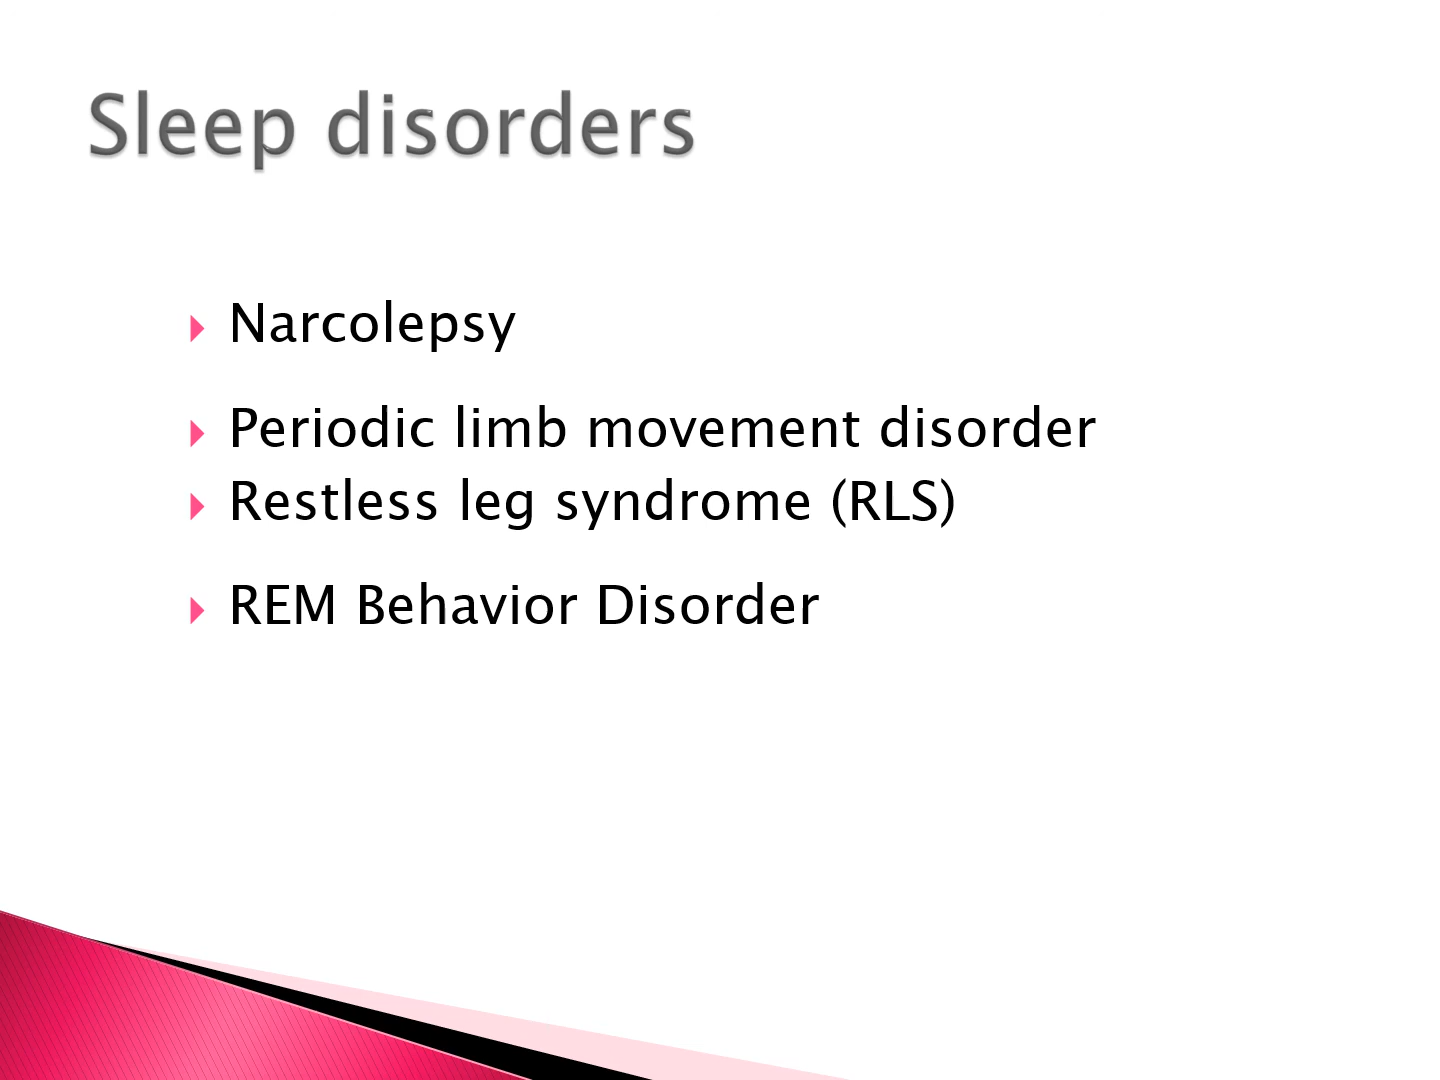 Sleep disorders
Narcolepsy
Periodic limb movement disorder
Restless leg syndrome (RLS)
REM Behavior Disorder